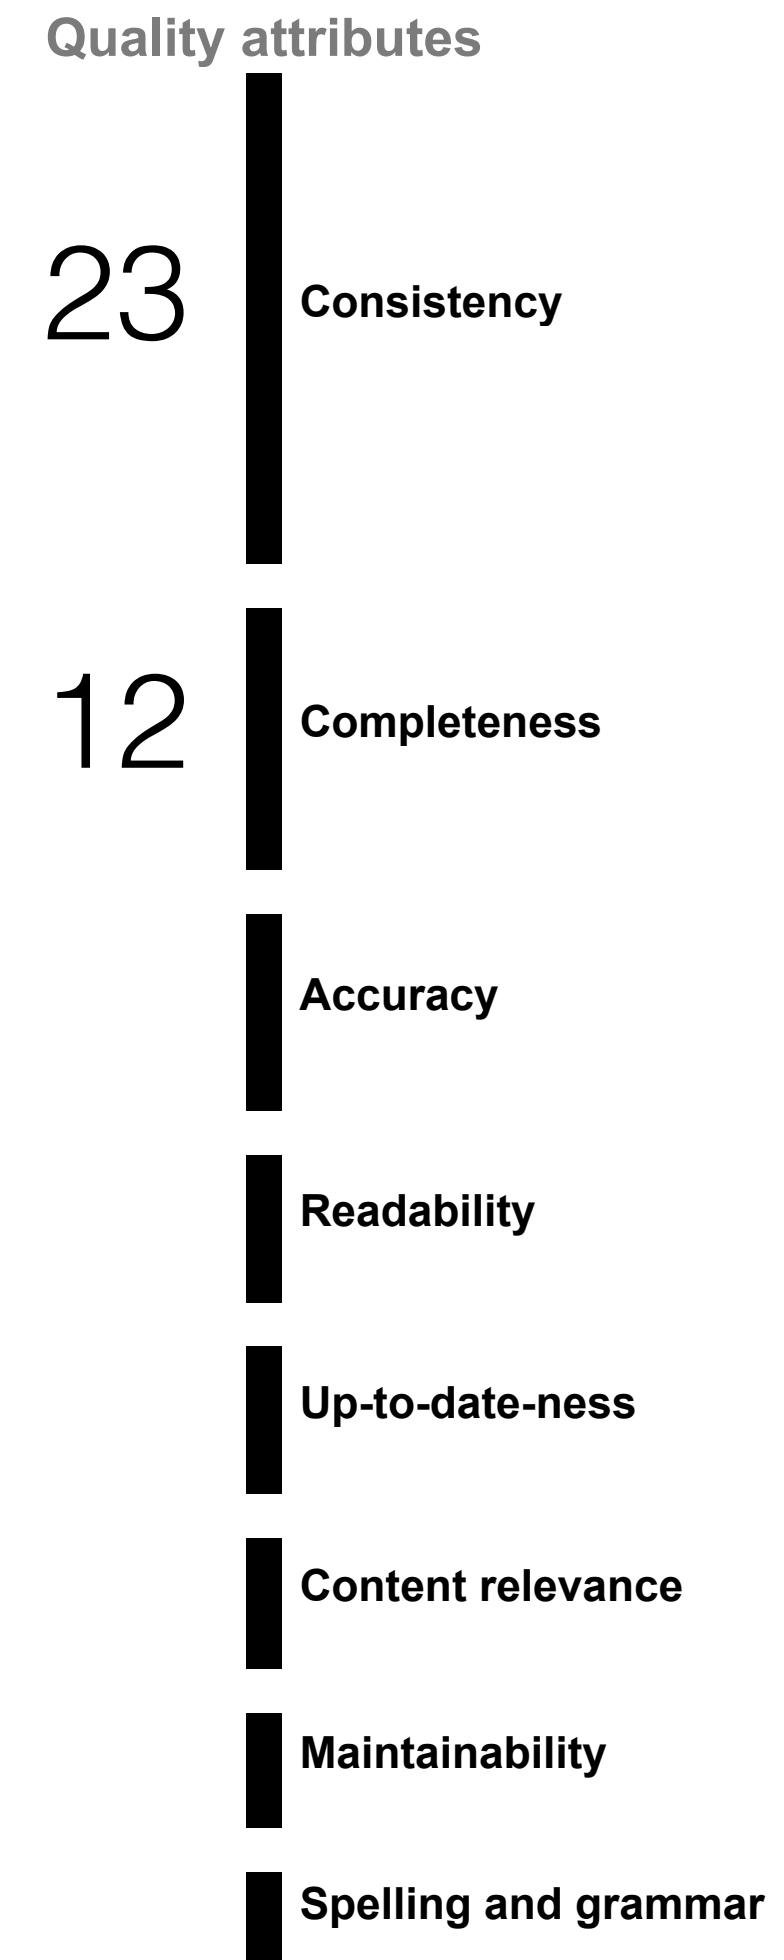 Quality attributes
23
Consistency
12
Completeness
Accuracy
Readability
Up-to-date-ness
Content relevance
Maintainability
Spelling and grammar